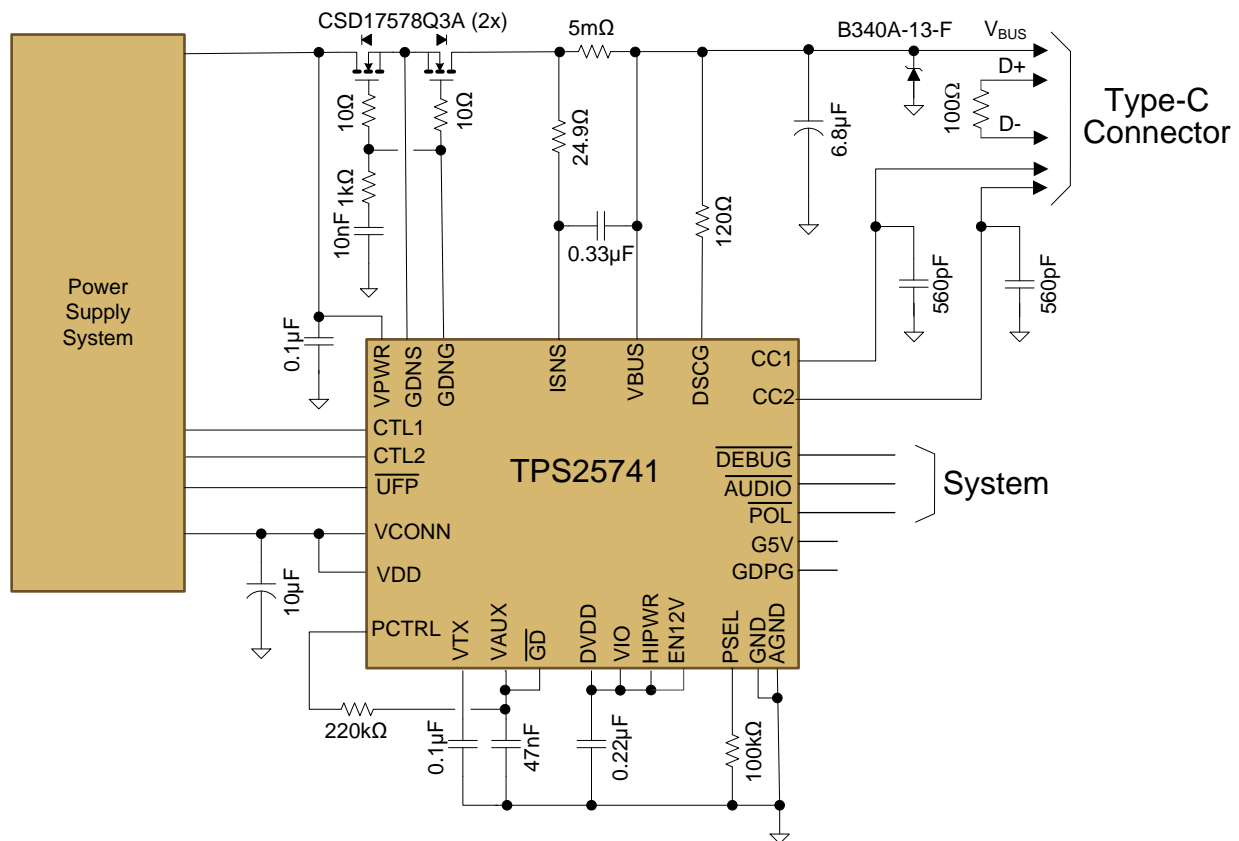 CSD17578Q3A (2x)
5mΩ
B340A-13-F
VBUS
D+
100Ω
D-
Type-C
Connector
10Ω
10Ω
24.9Ω
6.8µF
1kΩ
10nF
0.33µF
120Ω
560pF
560pF
Power
Supply
System
0.1µF
VPWR
GDNS
GDNG
ISNS
VBUS
DSCG
CC1
CC2
CTL1
CTL2
UFP
TPS25741
DEBUG
AUDIO
POL
System
VCONN
G5V
VDD
GDPG
10µF
PCTRL
VTX
VAUX
GD
DVDD
VIO
HIPWR
EN12V
PSEL
GND
AGND
220kΩ
0.1µF
47nF
0.22µF
100kΩ